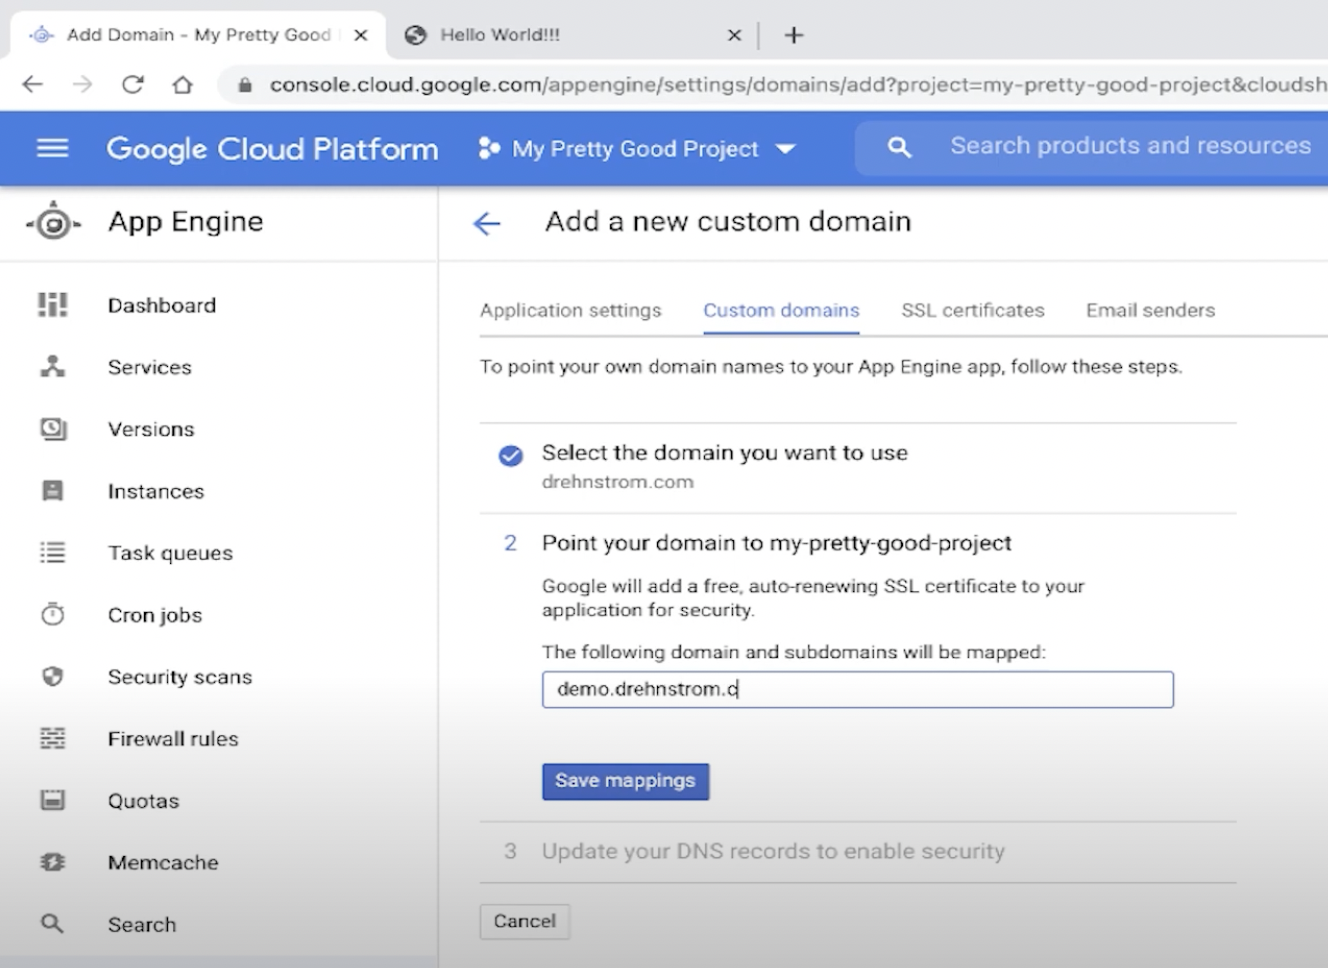 Add Domain - My Pretty Good
Hello World!!!
console.cloud.google.com/appengine/settings/domains/add?project=my-pretty-good-project&cloudsh
Google Cloud Platform
My Pretty Good Project
Search products and resources
App Engine
Add a new custom domain
Dashboard
Services
Versions
Instances
Task queues
Cron jobs
Security scans
Firewall rules
Quotas
Memcache
Search
Application settings
Custom domains
SSL certificates
Email senders
To point your own domain names to your App Engine app, follow these steps.
Select the domain you want to use
drehnstrom.com
2 Point your domain to my-pretty-good-project
Google will add a free, auto-renewing SSL certificate to your
application for security.
The following domain and subdomains will be mapped:
demo.drehnstrom.c
Save mappings
3 Update your DNS records to enable security
Cancel